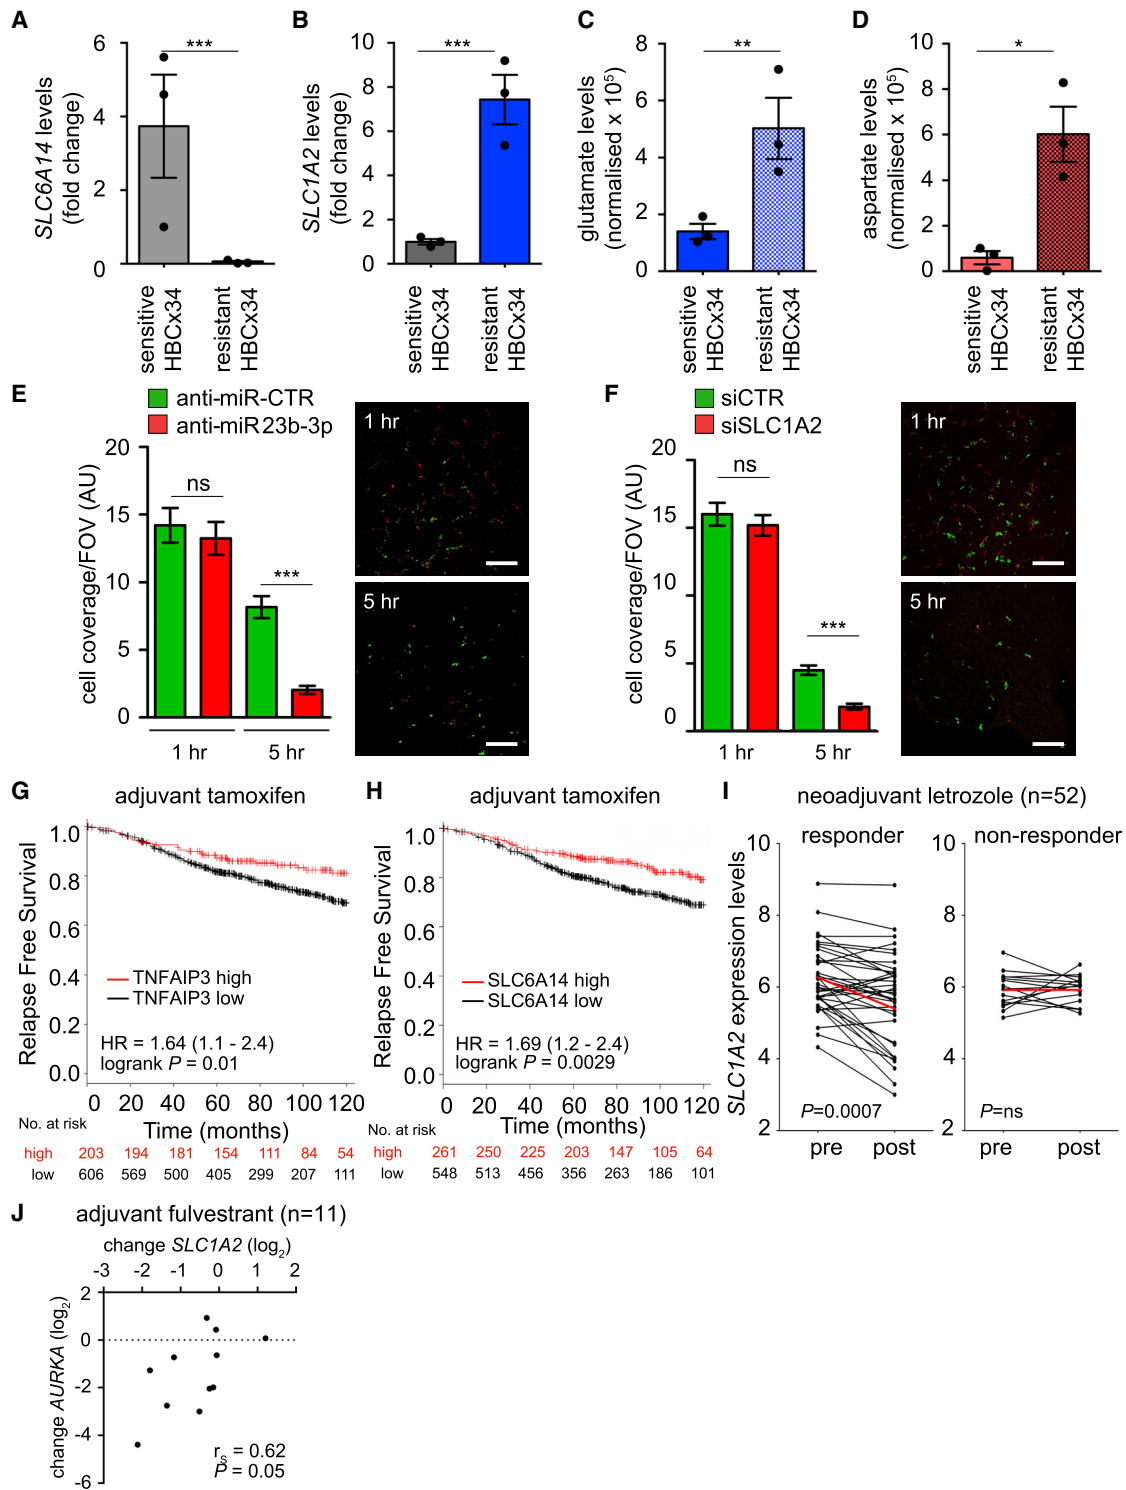 A
SLC6A14 levels
(fold change)
6
4
2
0
***
sensitive
HBCx34
resistant
HBCx34
B
SLC1A2 levels
(fold change)
10
8
6
4
2
0
***
sensitive
HBCx34
resistant
HBCx34
C
glutamate levels
(normalised x 10⁵)
8
6
4
2
0
**
sensitive
HBCx34
resistant
HBCx34
D
aspartate levels
(normalised x 10⁵)
10
8
6
4
2
0
*
sensitive
HBCx34
resistant
HBCx34
E
anti-miR-CTR
anti-miR23b-3p
cell coverage/FOV (AU)
20
15
10
5
0
ns
***
1 hr
5 hr
1 hr
5 hr
F
siCTR
siSLC1A2
cell coverage/FOV (AU)
20
15
10
5
0
ns
***
1 hr
5 hr
1 hr
5 hr
G
adjuvant tamoxifen
Relapse Free Survival
1.0
0.8
0.6
0.4
0.2
0.0
TNFAIP3 high
TNFAIP3 low
HR = 1.64 (1.1 - 2.4)
logrank P = 0.01
0 20 40 60 80 100 120
Time (months)
No. at risk
high 203 194 181 154 111 84 54
low 606 569 500 405 299 207 111
H
adjuvant tamoxifen
Relapse Free Survival
1.0
0.8
0.6
0.4
0.2
0.0
SLC6A14 high
SLC6A14 low
HR = 1.69 (1.2 - 2.4)
logrank P = 0.0029
0 20 40 60 80 100 120
Time (months)
No. at risk
high 261 250 225 203 147 105 64
low 548 513 456 356 263 186 101
I
neoadjuvant letrozole (n=52)
responder
non-responder
SLC1A2 expression levels
10
8
6
4
2
P=0.0007
pre post
10
8
6
4
2
P=ns
pre post
J
adjuvant fulvestrant (n=11)
change SLC1A2 (log₂)
-3 -2 -1 0 1 2
change AURKA (log₂)
2
0
-2
-4
-6
rₛ = 0.62
P = 0.05